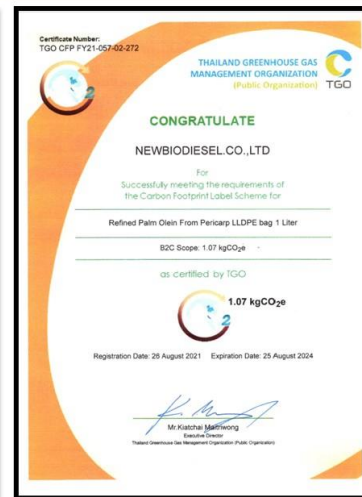 Certificate Number:
TGO CFP FY21-057-02-272
THAILAND GREENHOUSE GAS
MANAGEMENT ORGANIZATION
(Public Organization)
TGO
2
CONGRATULATE
NEWBIODIESEL.CO.,LTD
For
Successfully meeting the requirements of
the Carbon Footprint Label Scheme for
Refined Palm Olein From Pericarp LLDPE bag 1 Liter
B2C Scope: 1.07 kgCO2e
as certified by TGO
1.07 kgCO2e
2
Registration Date: 26 August 2021 Expiration Date: 25 August 2024
Mr.Kiatchai Maitriwong
Executive Director
Thailand Greenhouse Gas Management Organization (Public Organization)